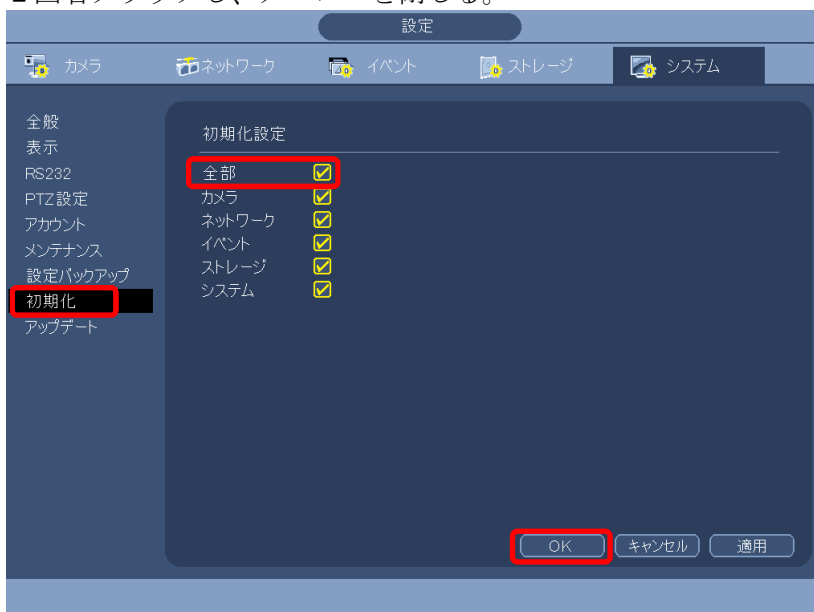 設定
カメラ ネットワーク イベント ストレージ システム
全般
表示
RS232
PTZ設定
アカウント
メンテナンス
設定バックアップ
初期化
アップデート
初期化設定
全部
カメラ
ネットワーク
イベント
ストレージ
システム
OK キャンセル 適用